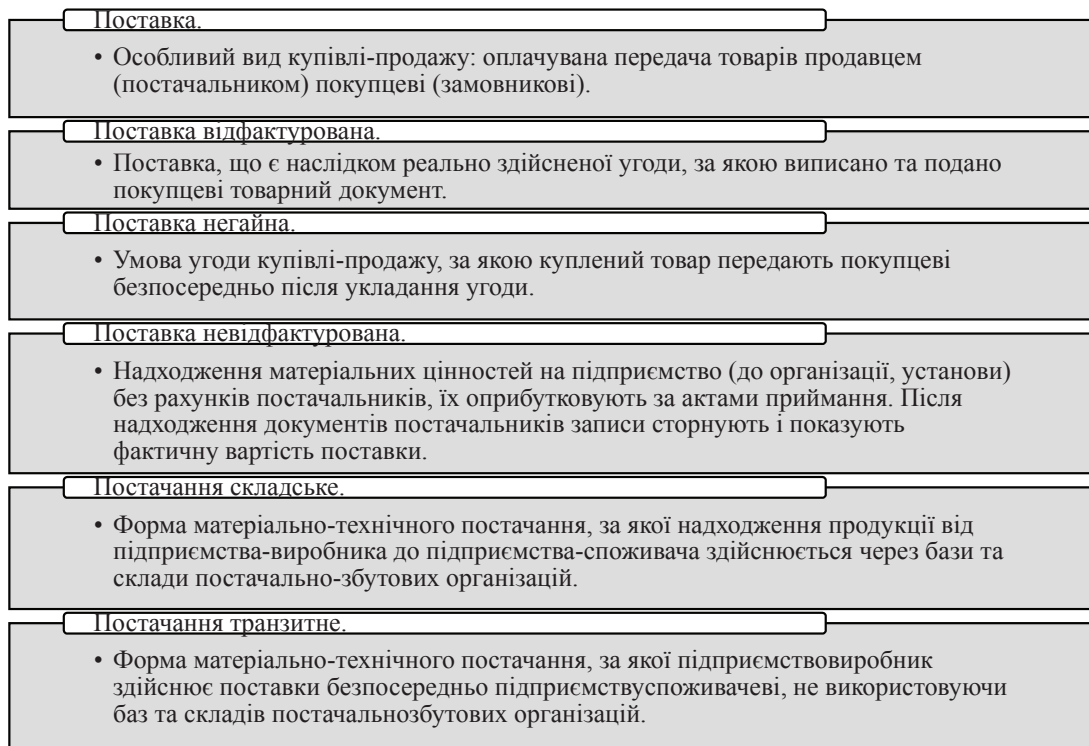 Поставка.
• Особливий вид купівлі-продажу: оплачувана передача товарів продавцем
(постачальником) покупцеві (замовникові).
Поставка відфактурована.
• Поставка, що є наслідком реально здійсненої угоди, за якою виписано та подано
покупцеві товарний документ.
Поставка негайна.
• Умова угоди купівлі-продажу, за якою куплений товар передають покупцеві
безпосередньо після укладання угоди.
Поставка невідфактурована.
• Надходження матеріальних цінностей на підприємство (до організації, установи)
без рахунків постачальників, їх оприбутковують за актами приймання. Після
надходження документів постачальників записи сторнують і показують
фактичну вартість поставки.
Постачання складське.
• Форма матеріально-технічного постачання, за якої надходження продукції від
підприємства-виробника до підприємства-споживача здійснюється через бази та
склади постачально-збутових організацій.
Постачання транзитне.
• Форма матеріально-технічного постачання, за якої підприємствовиробник
здійснює поставки безпосередньо підприємствуспоживачеві, не використовуючи
баз та складів постачальнозбутових організацій.